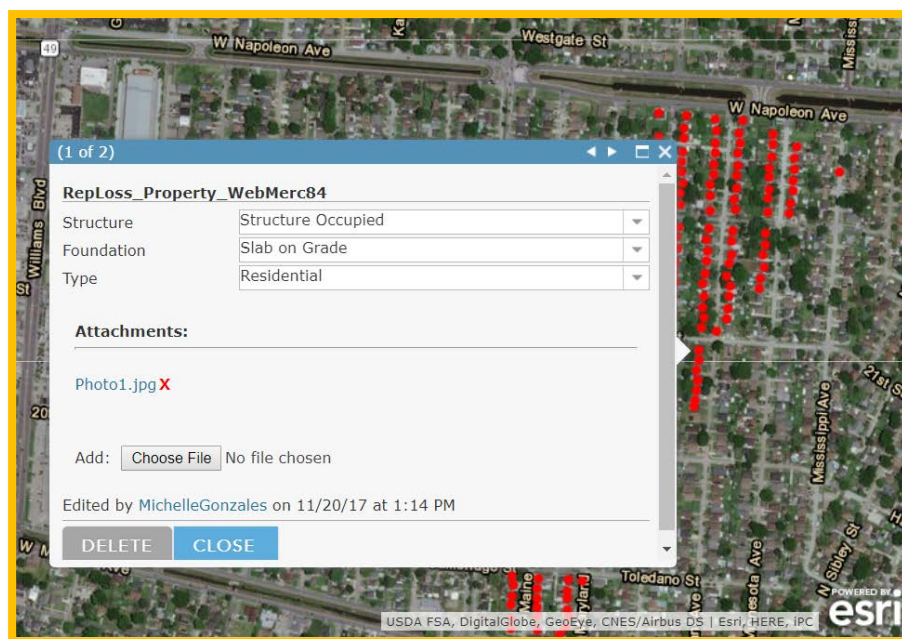 49
W Napoleon Ave
Westgate St
W Napoleon Ave
Williams Blvd
St
(1 of 2)
RepLoss_Property_WebMerc84
Structure Structure Occupied
Foundation Slab on Grade
Type Residential
Attachments:
Photo1.jpg X
Add: Choose File No file chosen
Edited by MichelleGonzales on 11/20/17 at 1:14 PM
DELETE CLOSE
21st S
Mississippi Ave
N Sibley St
Toledano St
Maine
USDA FSA, DigitalGlobe, GeoEye, CNES/Airbus DS | Esri, HERE, iPC
POWERED BY
esri